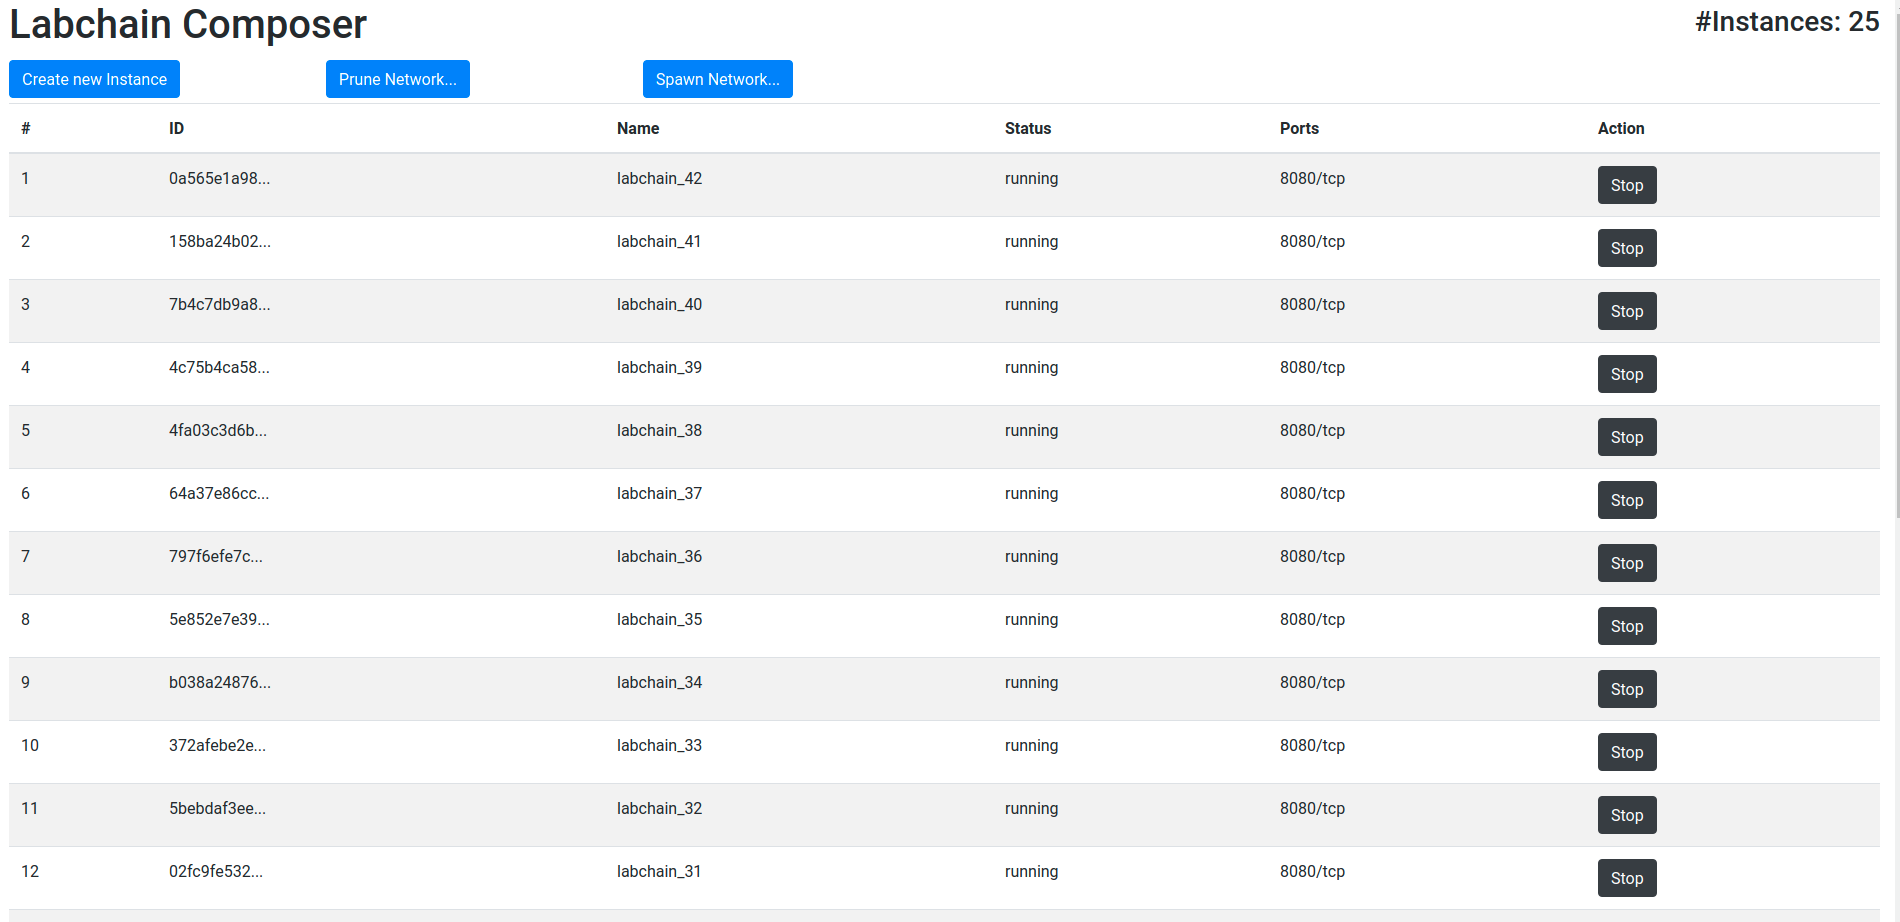 Labchain Composer
#Instances: 25
Create new Instance Prune Network... Spawn Network...
# ID Name Status Ports Action
1 0a565e1a98... labchain_42 running 8080/tcp Stop
2 158ba24b02... labchain_41 running 8080/tcp Stop
3 7b4c7db9a8... labchain_40 running 8080/tcp Stop
4 4c75b4ca58... labchain_39 running 8080/tcp Stop
5 4fa03c3d6b... labchain_38 running 8080/tcp Stop
6 64a37e86cc... labchain_37 running 8080/tcp Stop
7 797f6efe7c... labchain_36 running 8080/tcp Stop
8 5e852e7e39... labchain_35 running 8080/tcp Stop
9 b038a24876... labchain_34 running 8080/tcp Stop
10 372afebe2e... labchain_33 running 8080/tcp Stop
11 5bebdaf3ee... labchain_32 running 8080/tcp Stop
12 02fc9fe532... labchain_31 running 8080/tcp Stop